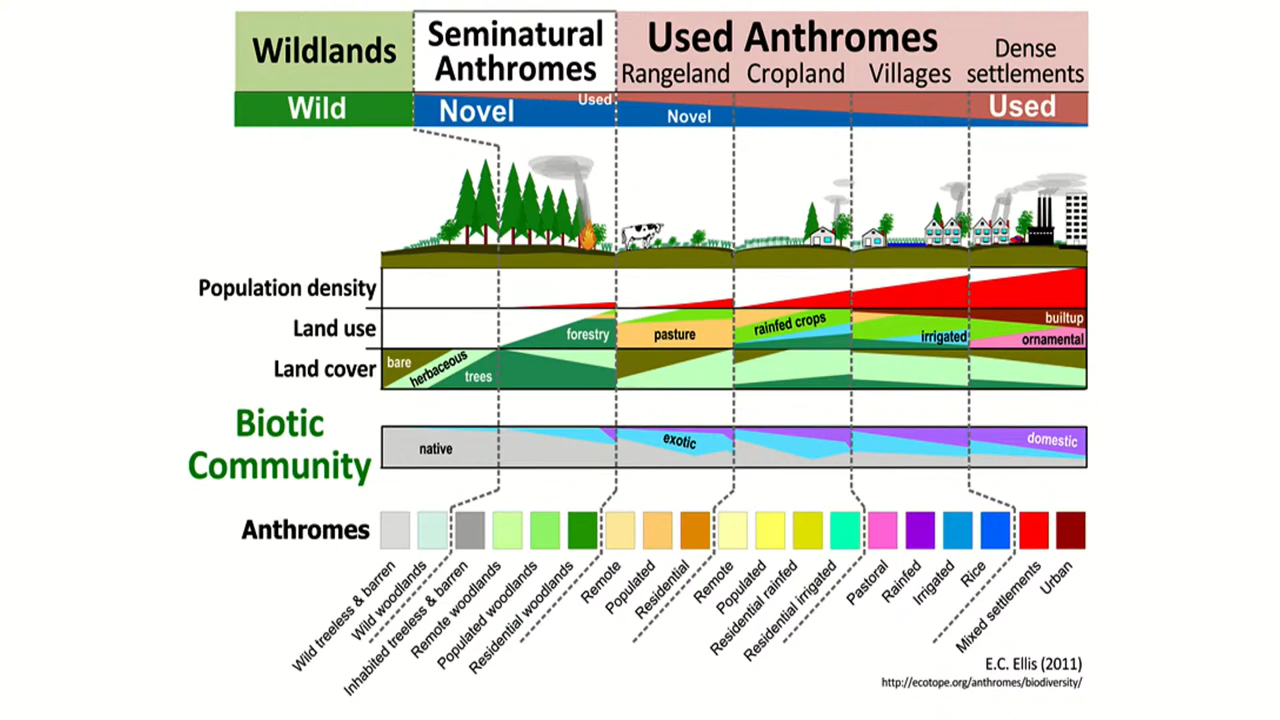 Wildlands
Seminatural
Anthromes
Used Anthromes
Rangeland
Cropland
Villages
Dense
settlements
Wild
Novel
Used
Novel
Used
Population density
Land use
forestry
pasture
rainfed crops
irrigated
builtup
ornamental
Land cover
bare
herbaceous
trees
Biotic
Community
native
exotic
domestic
Anthromes
Wild treeless & barren
Wild woodlands
Inhabited treeless & barren
Remote woodlands
Populated woodlands
Residential woodlands
Remote
Populated
Residential
Remote
Populated
Residential rainfed
Residential irrigated
Pastoral
Rainfed
Irrigated
Rice
Mixed settlements
Urban
E.C. Ellis (2011)
http://ecotope.org/anthromes/biodiversity/